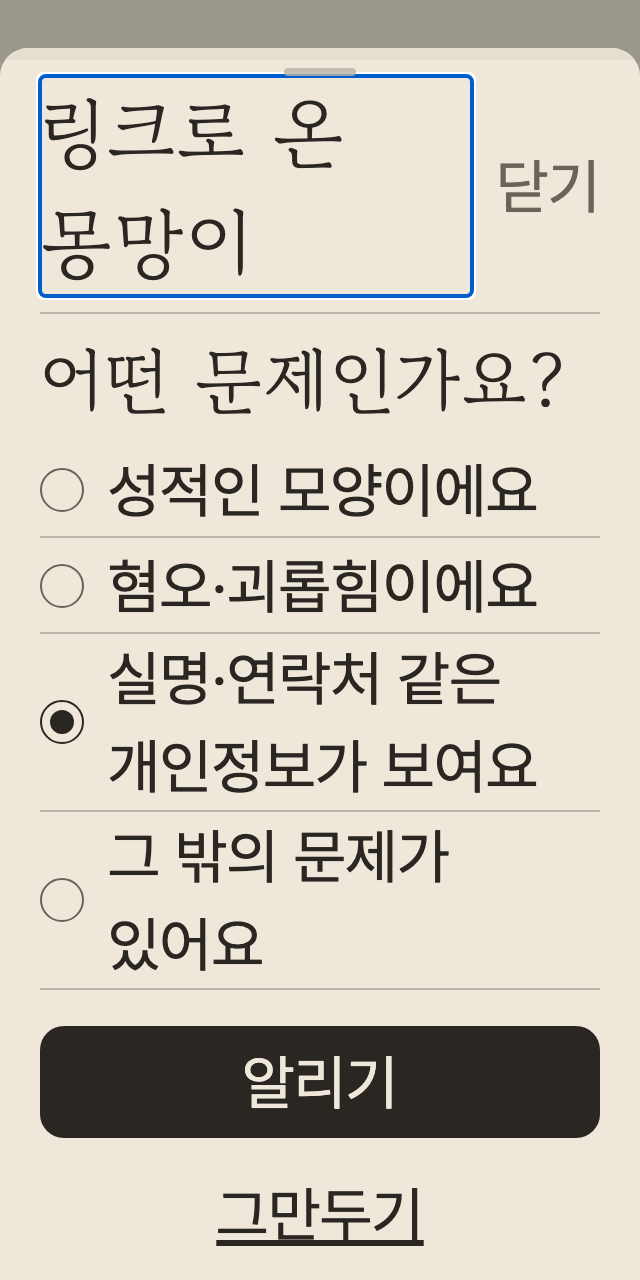 링크로 온
몽망이
닫기
어떤 문제인가요?
성적인 모양이에요
혐오·괴롭힘이에요
실명·연락처 같은
개인정보가 보여요
그 밖의 문제가
있어요
알리기
그만두기